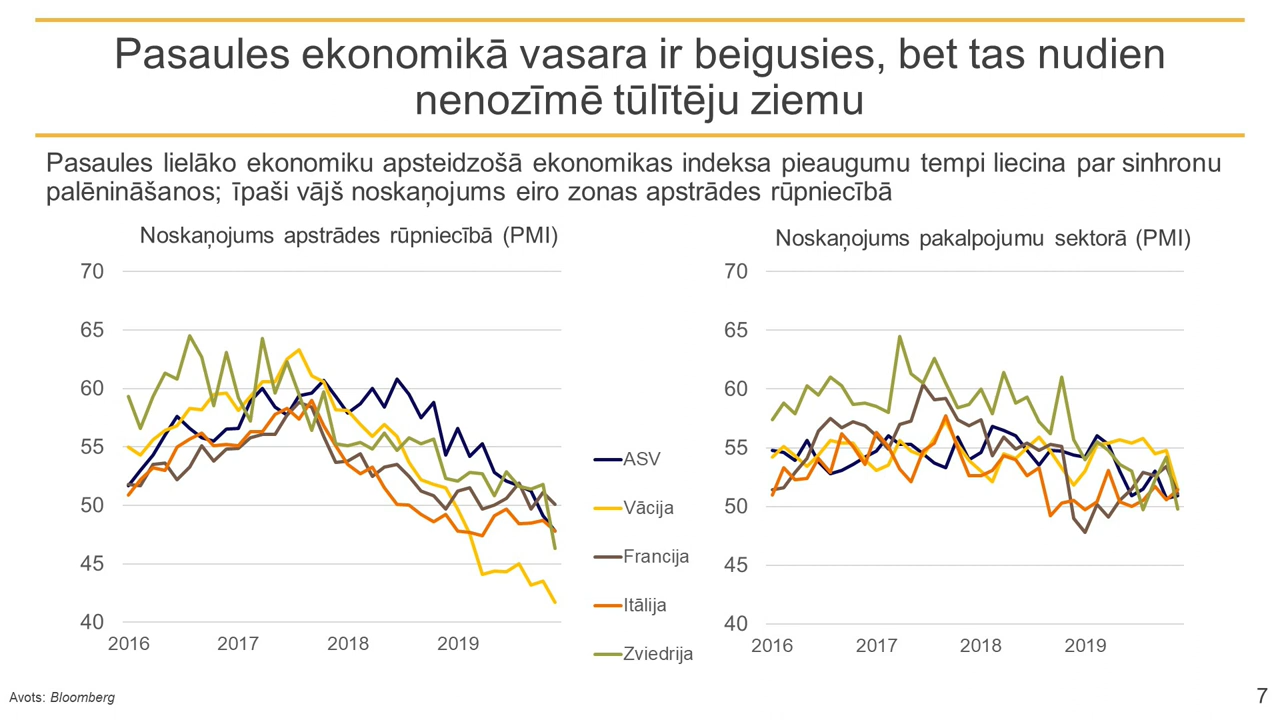 Pasaules ekonomikā vasara ir beigusies, bet tas nudien
nenozīmē tūlītēju ziemu
Pasaules lielāko ekonomiku apsteidzošā ekonomikas indeksa pieaugumu tempi liecina par sinhronu
palēnināšanos; īpaši vājš noskaņojums eiro zonas apstrādes rūpniecībā
Noskaņojums apstrādes rūpniecībā (PMI)
70
65
60
55
50
45
40
2016 2017 2018 2019
ASV
Vācija
Francija
Itālija
Zviedrija
Noskaņojums pakalpojumu sektorā (PMI)
70
65
60
55
50
45
40
2016 2017 2018 2019
Avots: Bloomberg
7